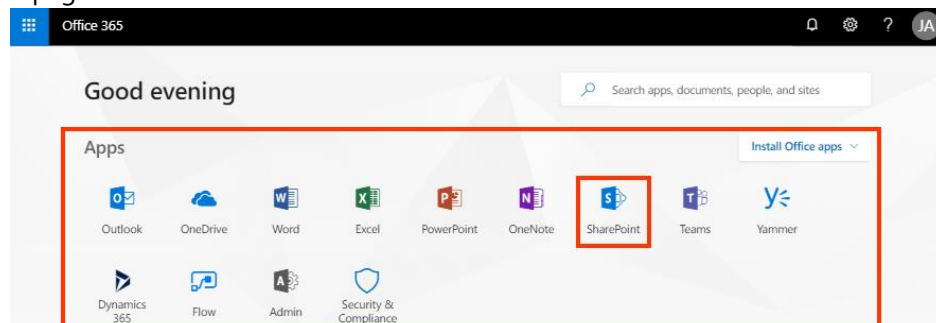 Office 365
? JA
Good evening
Search apps, documents, people, and sites
Apps
Install Office apps
Outlook OneDrive Word Excel PowerPoint OneNote SharePoint Teams Yammer
Dynamics 365 Flow Admin Security & Compliance